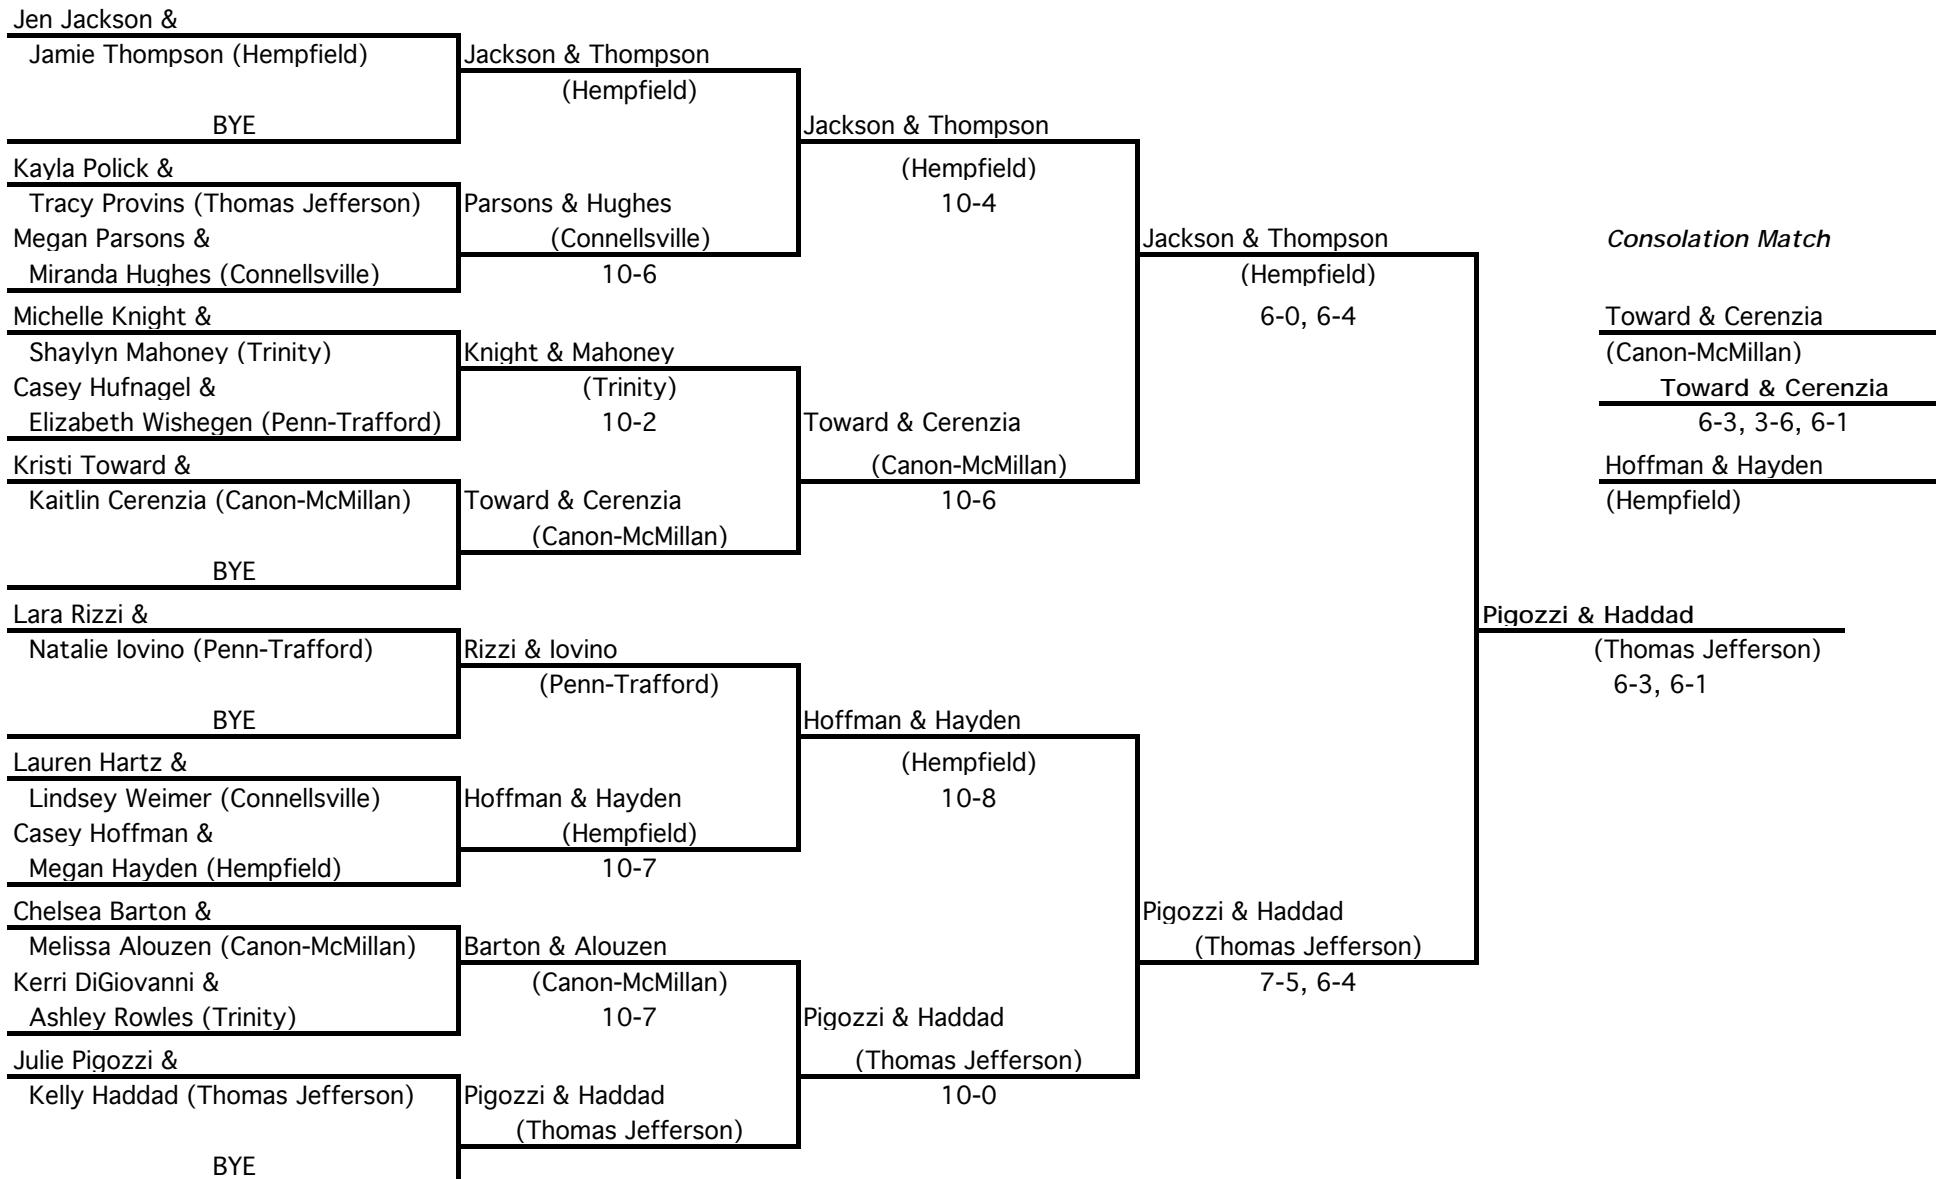 Jen Jackson &
Jamie Thompson (Hempfield)
BYE
Kayla Polick &
Tracy Provins (Thomas Jefferson)
Megan Parsons &
Miranda Hughes (Connellsville)
Michelle Knight &
Shaylyn Mahoney (Trinity)
Casey Hufnagel &
Elizabeth Wishegen (Penn-Trafford)
Kristi Toward &
Kaitlin Cerenzia (Canon-McMillan)
BYE
Lara Rizzi &
Natalie Iovino (Penn-Trafford)
BYE
Lauren Hartz &
Lindsey Weimer (Connellsville)
Casey Hoffman &
Megan Hayden (Hempfield)
Chelsea Barton &
Melissa Alouzen (Canon-McMillan)
Kerri DiGiovanni &
Ashley Rowles (Trinity)
Julie Pigozzi &
Kelly Haddad (Thomas Jefferson)
BYE
Jackson & Thompson
(Hempfield)
Parsons & Hughes
(Connellsville)
10-6
Knight & Mahoney
(Trinity)
10-2
Toward & Cerenzia
(Canon-McMillan)
Rizzi & Iovino
(Penn-Trafford)
Hoffman & Hayden
(Hempfield)
10-7
Barton & Alouzen
(Canon-McMillan)
10-7
Pigozzi & Haddad
(Thomas Jefferson)
Jackson & Thompson
(Hempfield)
10-4
Toward & Cerenzia
(Canon-McMillan)
10-6
Hoffman & Hayden
(Hempfield)
10-8
Pigozzi & Haddad
(Thomas Jefferson)
10-0
Jackson & Thompson
(Hempfield)
6-0, 6-4
Pigozzi & Haddad
(Thomas Jefferson)
7-5, 6-4
Pigozzi & Haddad
(Thomas Jefferson)
6-3, 6-1
Consolation Match
Toward & Cerenzia
(Canon-McMillan)
Toward & Cerenzia
6-3, 3-6, 6-1
Hoffman & Hayden
(Hempfield)